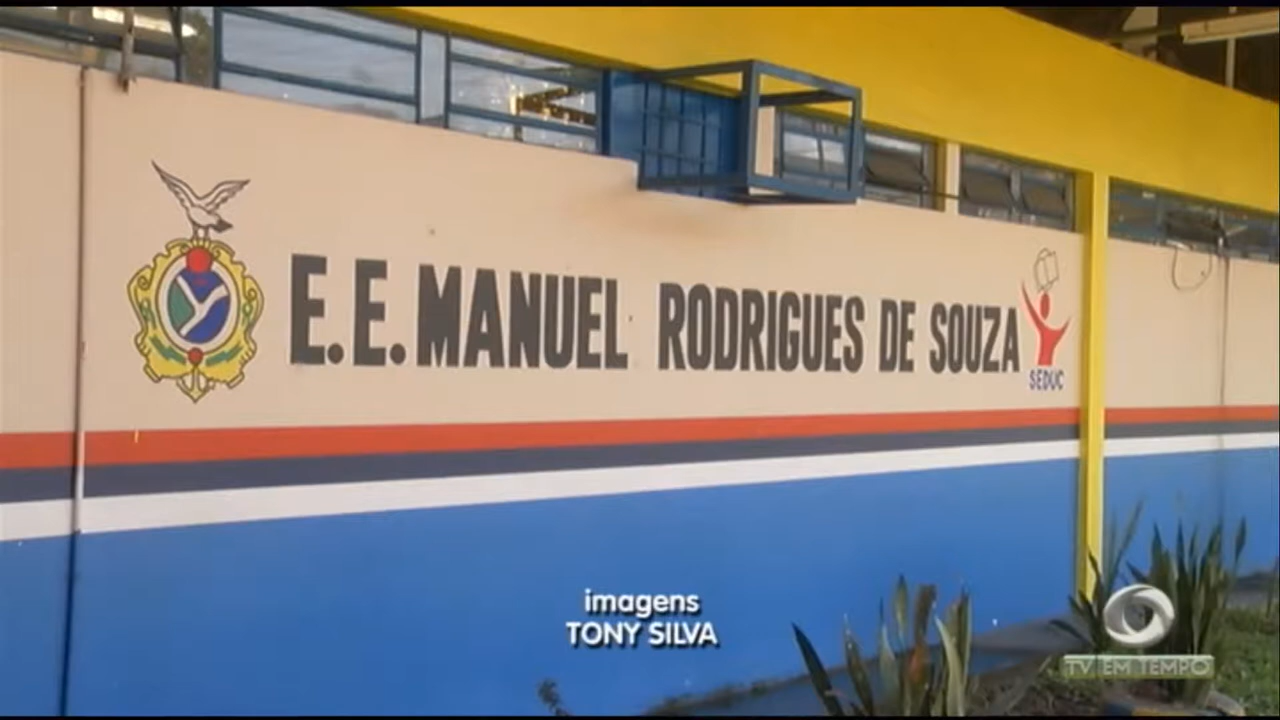 E.E. MANUEL RODRIGUES DE SOUZA
SEDUC
imagens
TONY SILVA
TV EM TEMPO